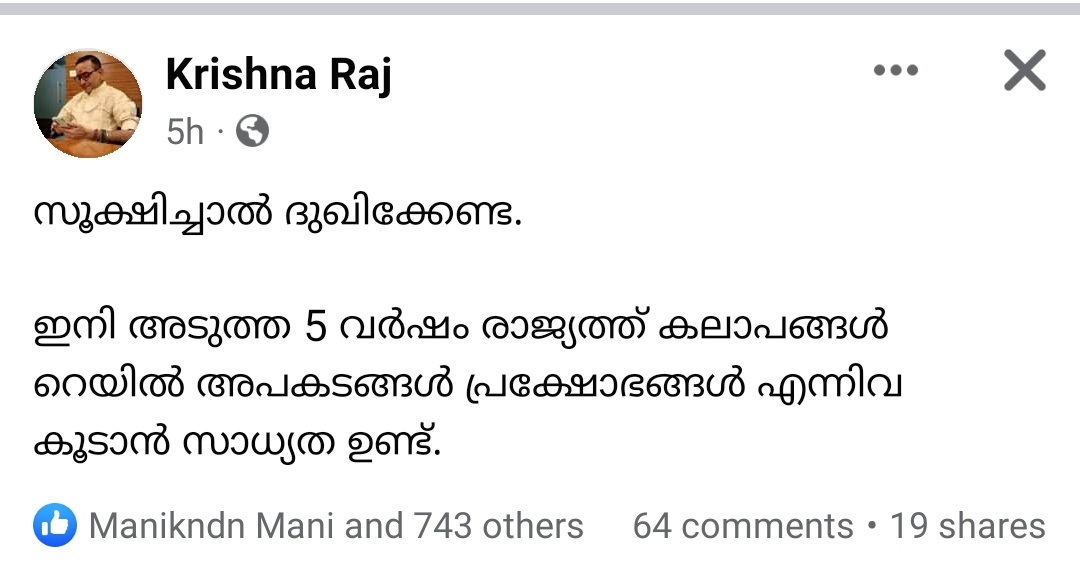 Krishna Raj
5h ·
സൂക്ഷിച്ചാൽ ദുഖിക്കേണ്ട.
ഇനി അടുത്ത 5 വർഷം രാജ്യത്ത് കലാപങ്ങൾ
റെയിൽ അപകടങ്ങൾ പ്രക്ഷോഭങ്ങൾ എന്നിവ
കൂടാൻ സാധ്യത ഉണ്ട്.
Manikndn Mani and 743 others 64 comments • 19 shares